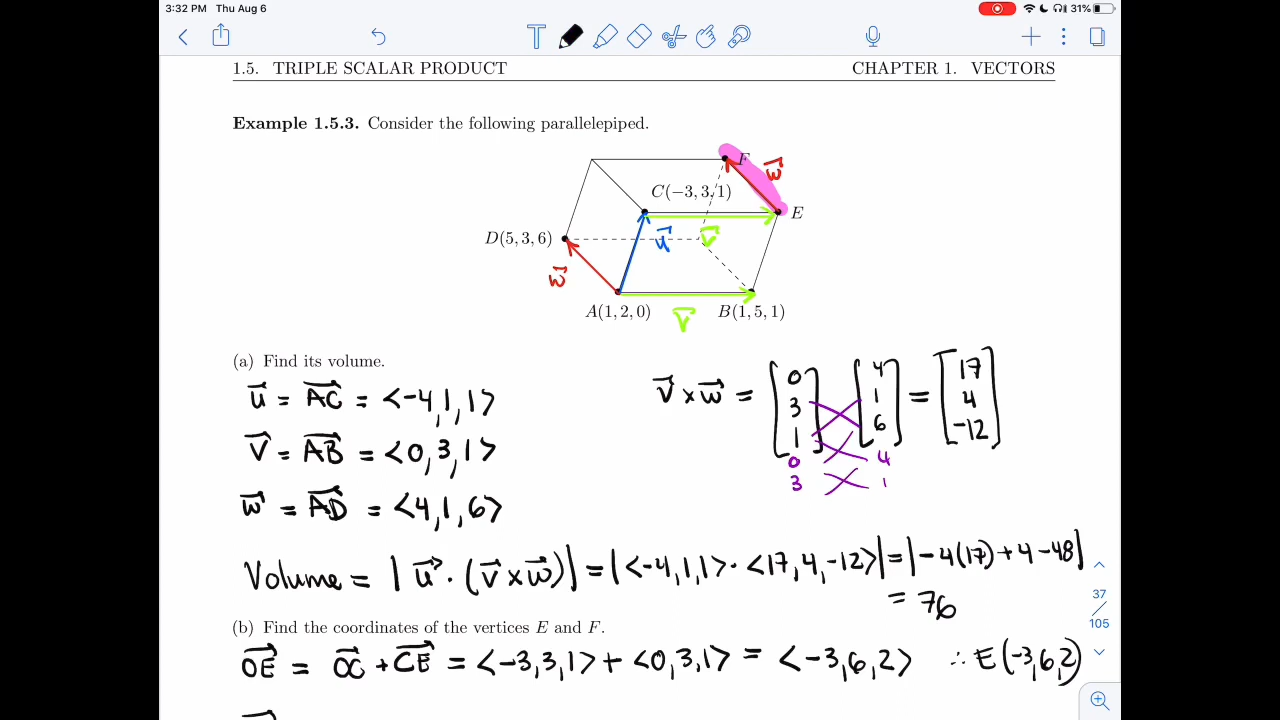 3:32 PM Thu Aug 6 31%
1.5. TRIPLE SCALAR PRODUCT CHAPTER 1. VECTORS
Example 1.5.3. Consider the following parallelepiped.
F w⃗
C(−3, 3, 1)
E
D(5, 3, 6) u⃗ v⃗
w⃗
A(1, 2, 0) v⃗ B(1, 5, 1)
(a) Find its volume.
u⃗ = AC⃗ = <-4,1,1>
v⃗ = AB⃗ = <0,3,1>
w⃗ = AD⃗ = <4,1,6>
v⃗ × w⃗ = [0 3 1] [4 1 6] = [17 4 -12]
0 4
3 1
Volume = |u⃗ · (v⃗ × w⃗)| = |<-4,1,1> · <17,4,-12>| = |-4(17) + 4 - 48|
= 76
37
105
(b) Find the coordinates of the vertices E and F.
OE⃗ = OC⃗ + CE⃗ = <-3,3,1> + <0,3,1> = <-3,6,2> ∴ E(-3,6,2)